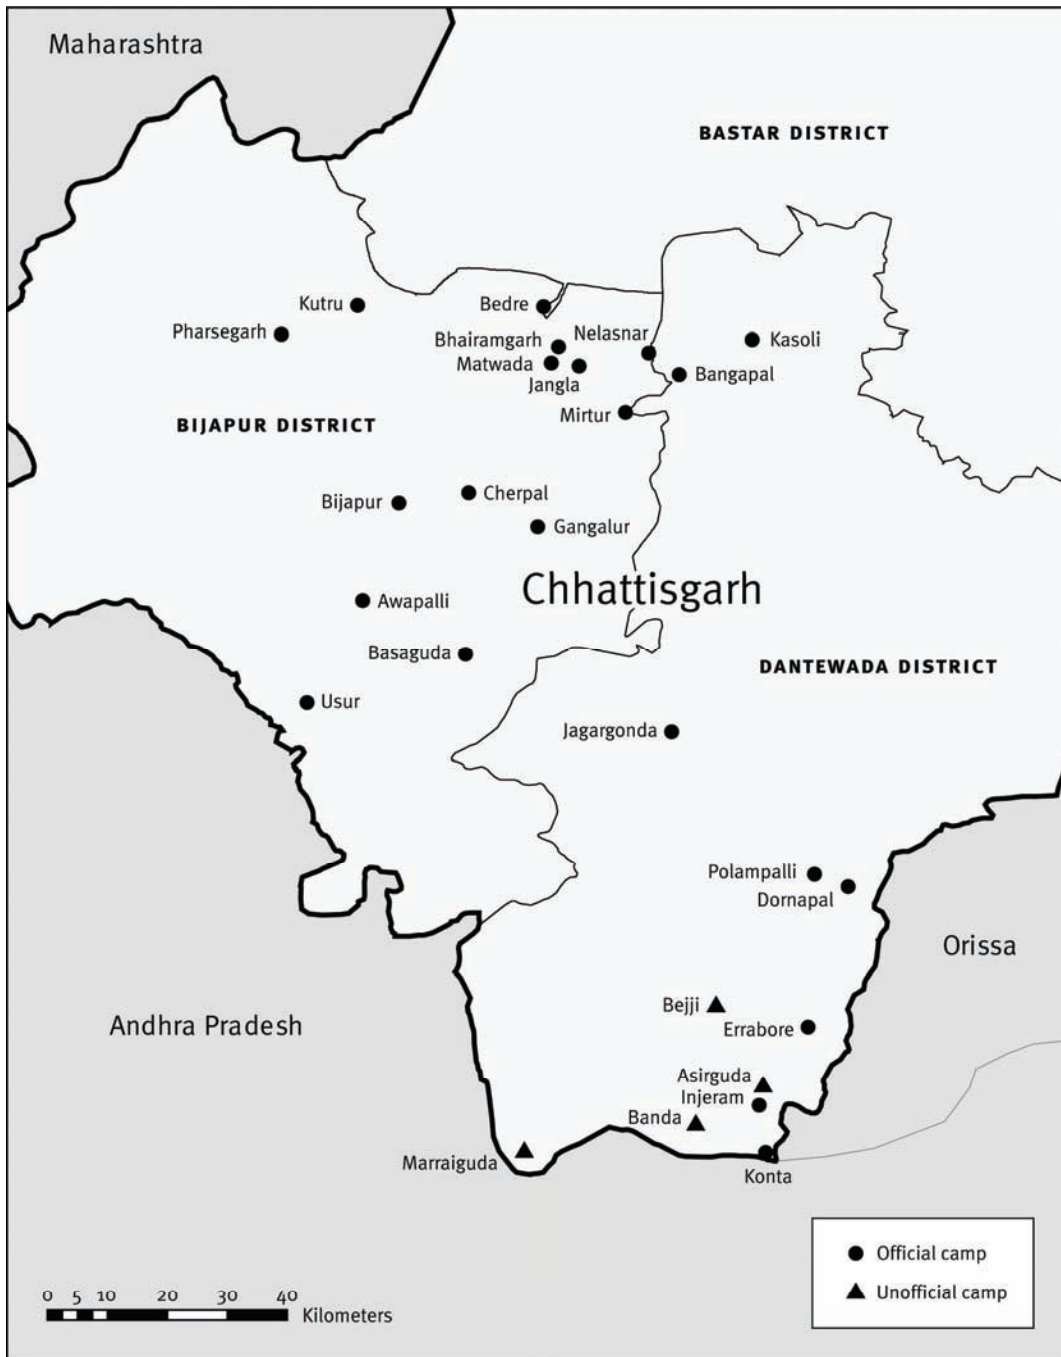 Maharashtra
BASTAR DISTRICT
Kutru
Bedre
Pharsegarh
Nelasnar
Bhairamgarh
Kasoli
Matwada
Bangapal
Jangla
Mirtur
BIJAPUR DISTRICT
Cherpal
Bijapur
Gangalur
Chhattisgarh
Awapalli
Basaguda
DANTEWADA DISTRICT
Usur
Jagargonda
Polampalli
Dornapal
Orissa
Bejji
Andhra Pradesh
Errabore
Asirguda
Injeram
Banda
Marraiguda
Konta
Official camp
Unofficial camp
0 5 10 20 30 40
Kilometers